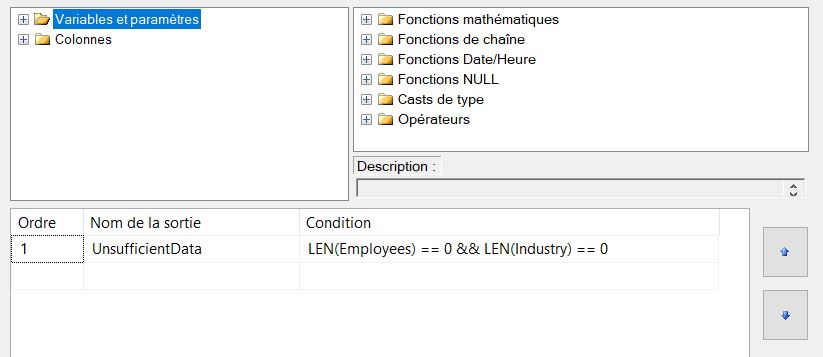 Variables et paramètres
Colonnes
Fonctions mathématiques
Fonctions de chaîne
Fonctions Date/Heure
Fonctions NULL
Casts de type
Opérateurs
Description :
Ordre Nom de la sortie Condition
1 UnsufficientData LEN(Employees) == 0 && LEN(Industry) == 0